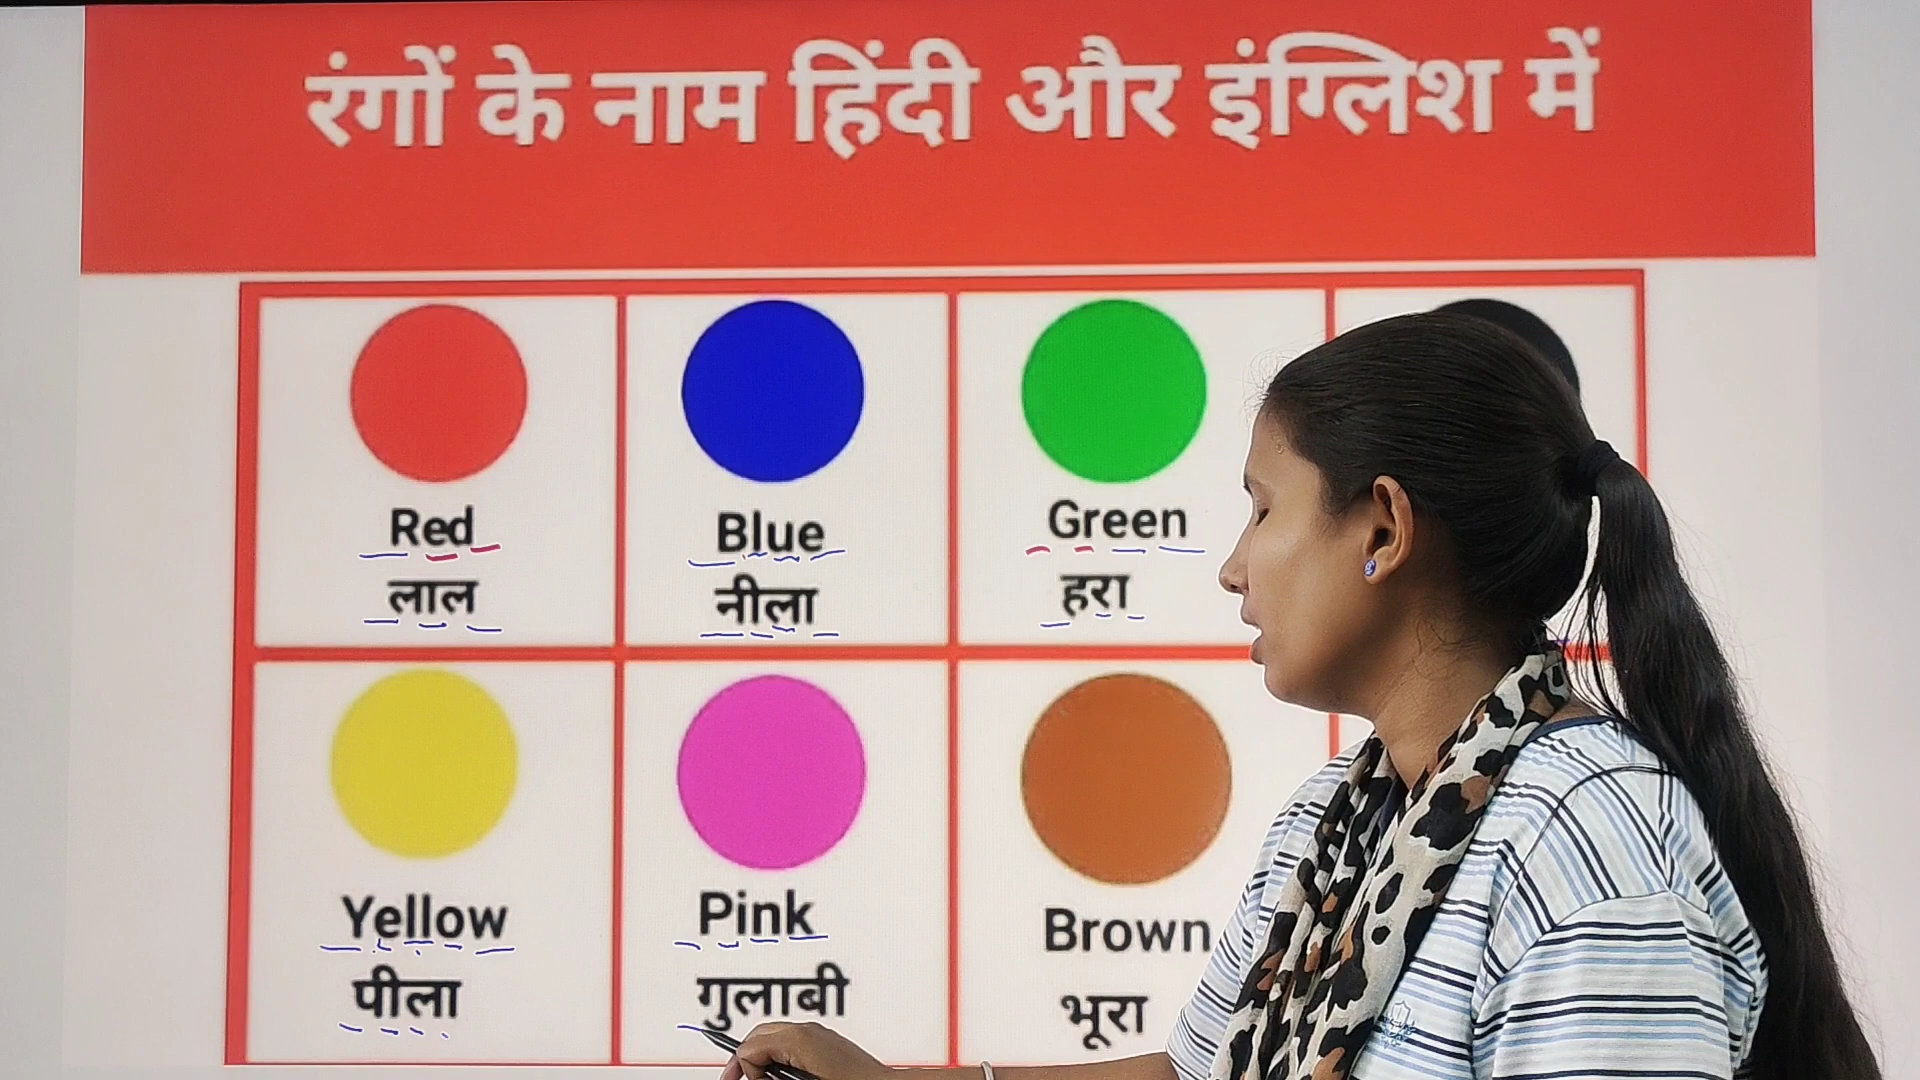 रंगों के नाम हिंदी और इंग्लिश में
Red
लाल
Blue
नीला
Green
हरा
Yellow
पीला
Pink
गुलाबी
Brown
भूरा